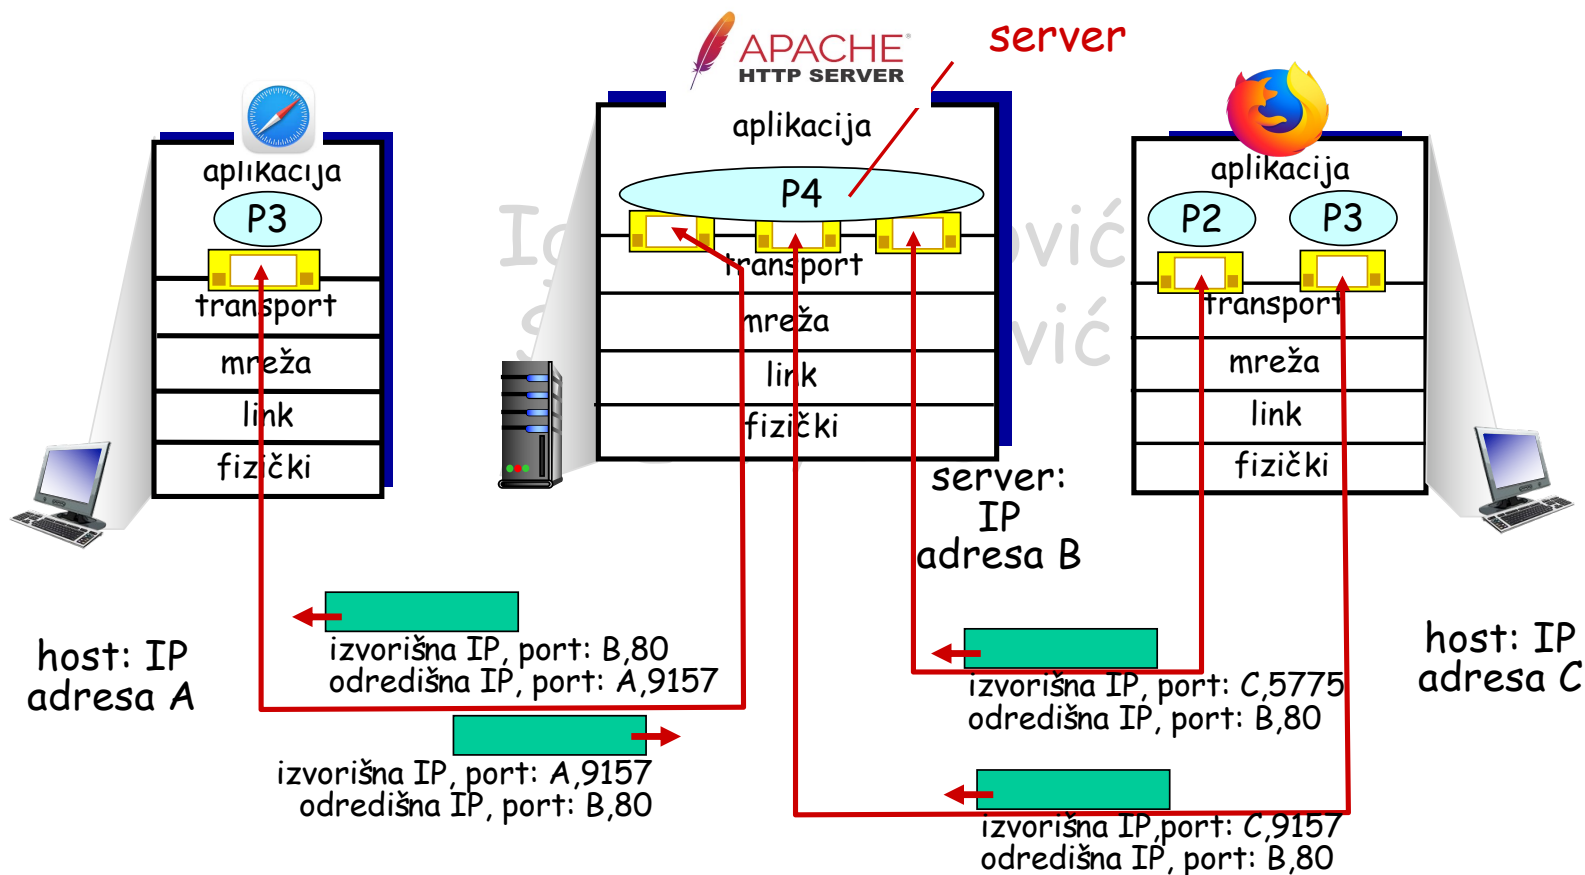 APACHE
HTTP SERVER
server
aplikacija
P3
transport
mreža
link
fizički
aplikacija
P4
transport
mreža
link
fizički
aplikacija
P2
P3
transport
mreža
link
fizički
server:
IP
adresa B
host: IP
adresa A
izvorišna IP, port: B,80
odredišna IP, port: A,9157
izvorišna IP, port: A,9157
odredišna IP, port: B,80
izvorišna IP, port: C,5775
odredišna IP, port: B,80
izvorišna IP,port: C,9157
odredišna IP, port: B,80
host: IP
adresa C